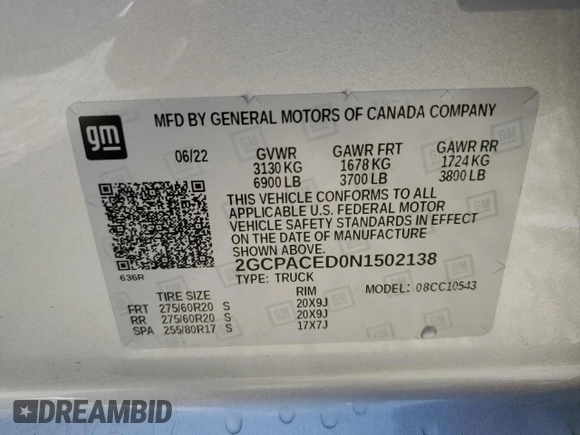 gm
MFD BY GENERAL MOTORS OF CANADA COMPANY
06/22 GVWR GAWR FRT GAWR RR
3130 KG 1678 KG 1724 KG
6900 LB 3700 LB 3800 LB
THIS VEHICLE CONFORMS TO ALL
APPLICABLE U.S. FEDERAL MOTOR
VEHICLE SAFETY STANDARDS IN EFFECT
ON THE DATE OF MANUFACTURE
SHOWN ABOVE.
2GCPACED0N1502138
636R
TYPE: TRUCK
MODEL: 08CC10543
TIRE SIZE RIM
FRT 275/60R20 S 20X9J
RR 275/60R20 S 20X9J
SPA 255/80R17 S 17X7J
DREAMBID